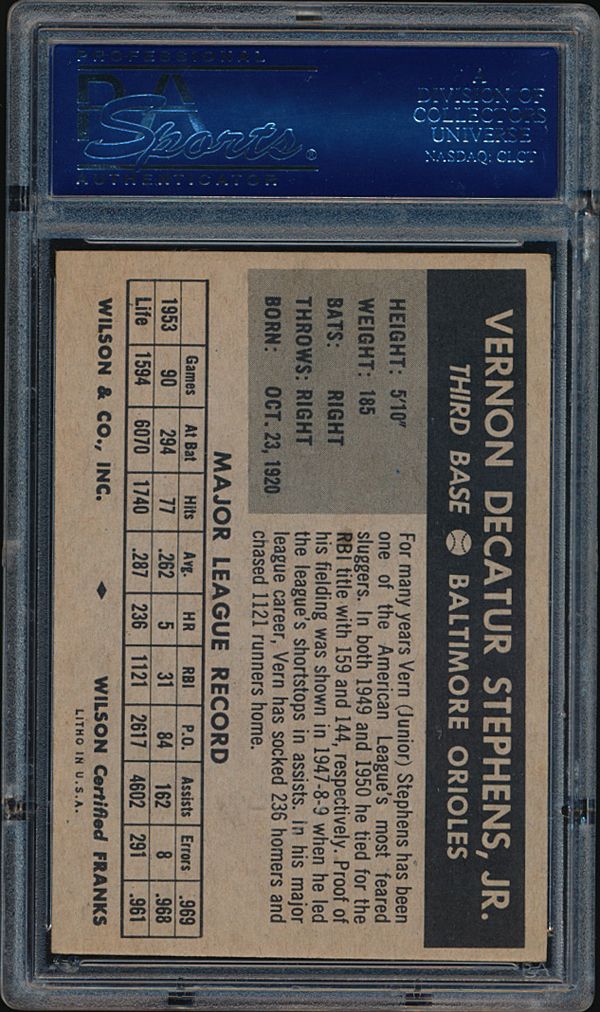 PROFESSIONAL
PSA
Sports®
AUTHENTICATOR
A
DIVISION OF
COLLECTORS
UNIVERSE
NASDAQ: CLCT
VERNON DECATUR STEPHENS, JR.
THIRD BASE BALTIMORE ORIOLES
HEIGHT: 5'10"
WEIGHT: 185
BATS: RIGHT
THROWS: RIGHT
BORN: OCT. 23, 1920
For many years Vern (Junior) Stephens has been
one of the American League's most feared
sluggers. In both 1949 and 1950 he tied for the
RBI title with 159 and 144, respectively. Proof of
his fielding was shown in 1947-8-9 when he led
the league's shortstops in assists. In his major
league career, Vern has socked 236 homers and
chased 1121 runners home.
MAJOR LEAGUE RECORD
Games At Bat Hits Avg. HR RBI P.O. Assists Errors .969
1953 90 294 77 .262 5 31 84 162 8 .968
Life 1594 6070 1740 .287 236 1121 2617 4602 291 .961
WILSON & CO., INC. ◆ WILSON Certified FRANKS
LITHO IN U.S.A.